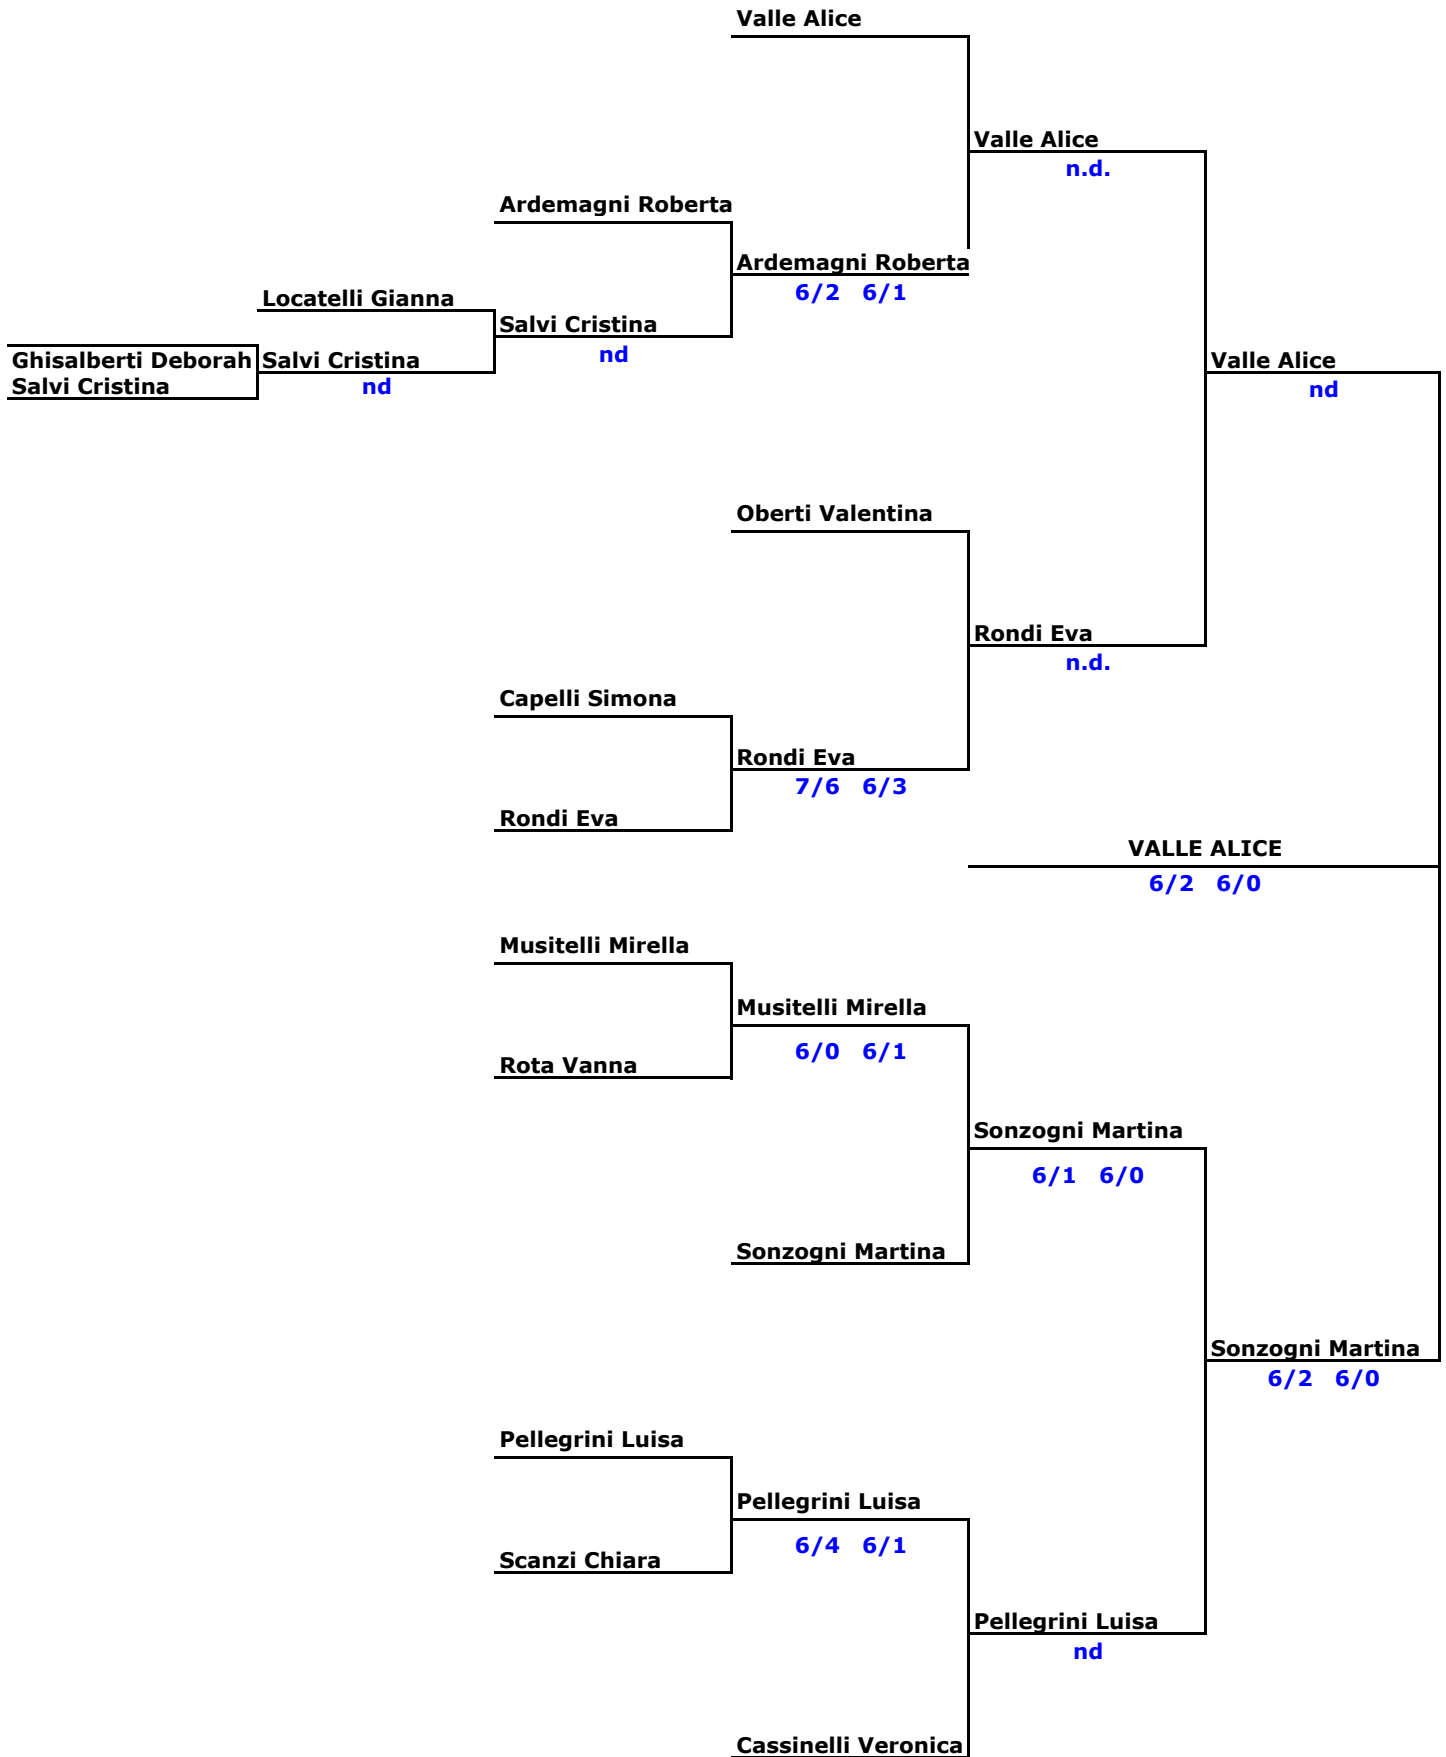 Valle Alice
Valle Alice
n.d.
Ardemagni Roberta
Ardemagni Roberta
6/2 6/1
Locatelli Gianna
Salvi Cristina
nd
Ghisalberti Deborah
Salvi Cristina
Salvi Cristina
nd
Valle Alice
nd
Oberti Valentina
Rondi Eva
n.d.
Capelli Simona
Rondi Eva
7/6 6/3
Rondi Eva
VALLE ALICE
6/2 6/0
Musitelli Mirella
Musitelli Mirella
6/0 6/1
Rota Vanna
Sonzogni Martina
6/1 6/0
Sonzogni Martina
Sonzogni Martina
6/2 6/0
Pellegrini Luisa
Pellegrini Luisa
6/4 6/1
Scanzi Chiara
Pellegrini Luisa
nd
Cassinelli Veronica